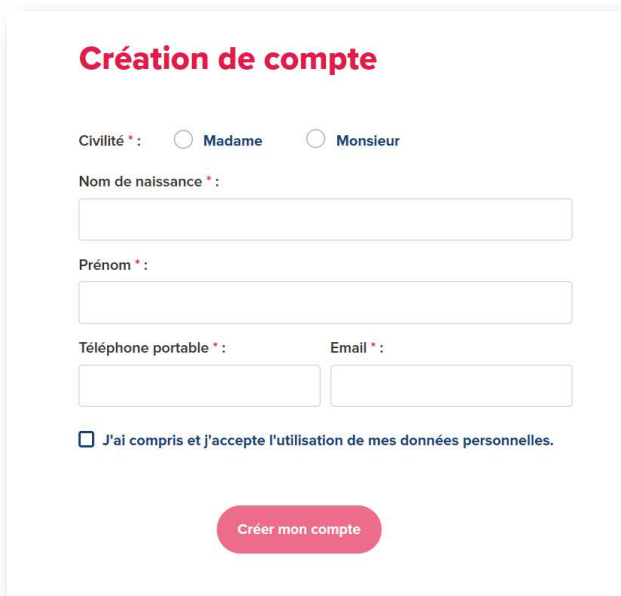 Création de compte
Civilité * : Madame Monsieur
Nom de naissance * :
Prénom * :
Téléphone portable * : Email * :
J'ai compris et j'accepte l'utilisation de mes données personnelles.
Créer mon compte